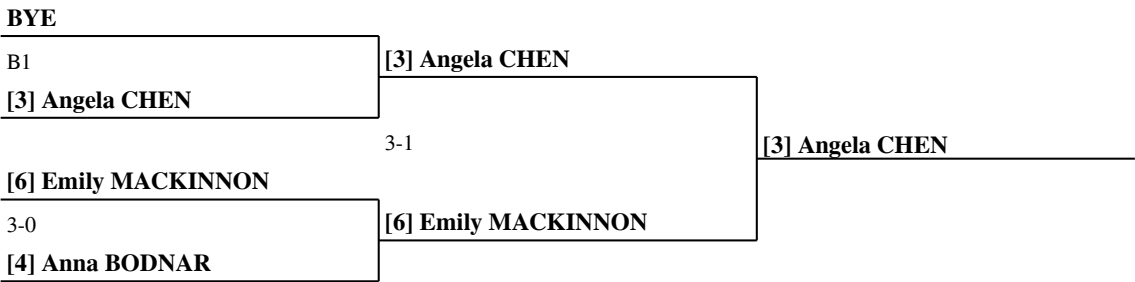 BYE
B1
[3] Angela CHEN
[3] Angela CHEN
3-1
[3] Angela CHEN
[6] Emily MACKINNON
3-0
[6] Emily MACKINNON
[4] Anna BODNAR